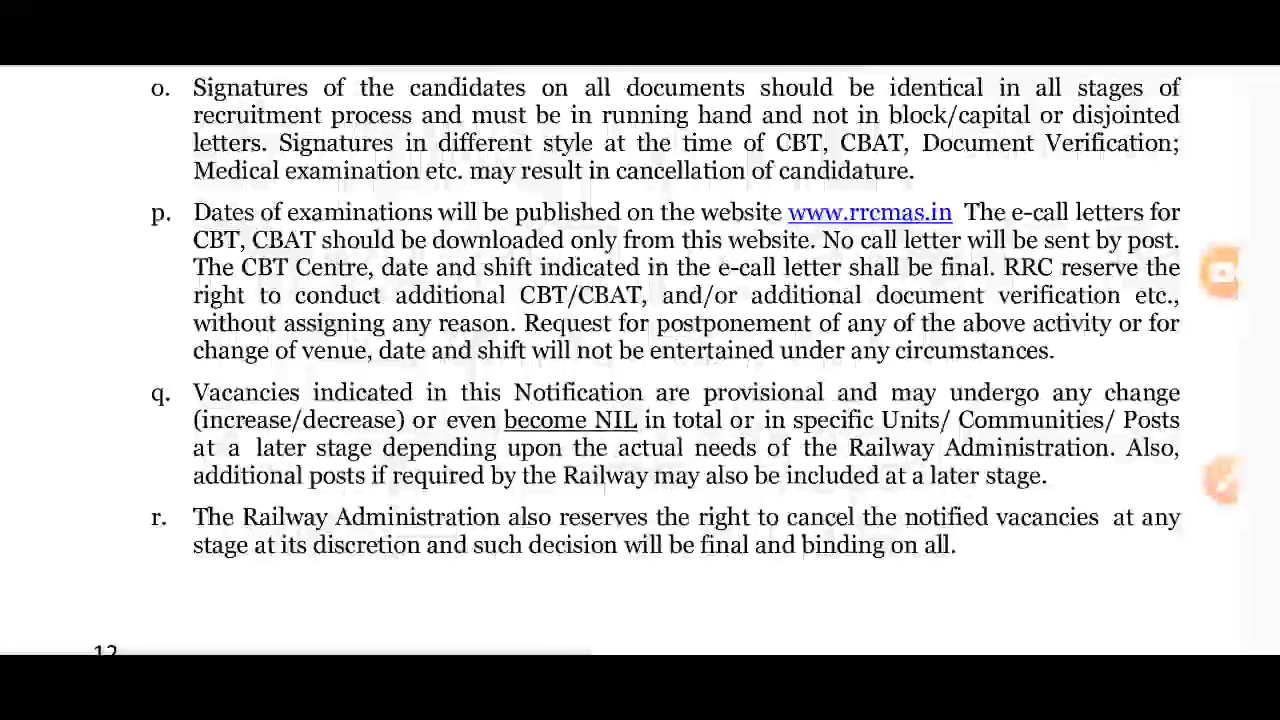 o. Signatures of the candidates on all documents should be identical in all stages of
recruitment process and must be in running hand and not in block/capital or disjointed
letters. Signatures in different style at the time of CBT, CBAT, Document Verification;
Medical examination etc. may result in cancellation of candidature.
p. Dates of examinations will be published on the website www.rrcmas.in The e-call letters for
CBT, CBAT should be downloaded only from this website. No call letter will be sent by post.
The CBT Centre, date and shift indicated in the e-call letter shall be final. RRC reserve the
right to conduct additional CBT/CBAT, and/or additional document verification etc.,
without assigning any reason. Request for postponement of any of the above activity or for
change of venue, date and shift will not be entertained under any circumstances.
q. Vacancies indicated in this Notification are provisional and may undergo any change
(increase/decrease) or even become NIL in total or in specific Units/ Communities/ Posts
at a later stage depending upon the actual needs of the Railway Administration. Also,
additional posts if required by the Railway may also be included at a later stage.
r. The Railway Administration also reserves the right to cancel the notified vacancies at any
stage at its discretion and such decision will be final and binding on all.
12